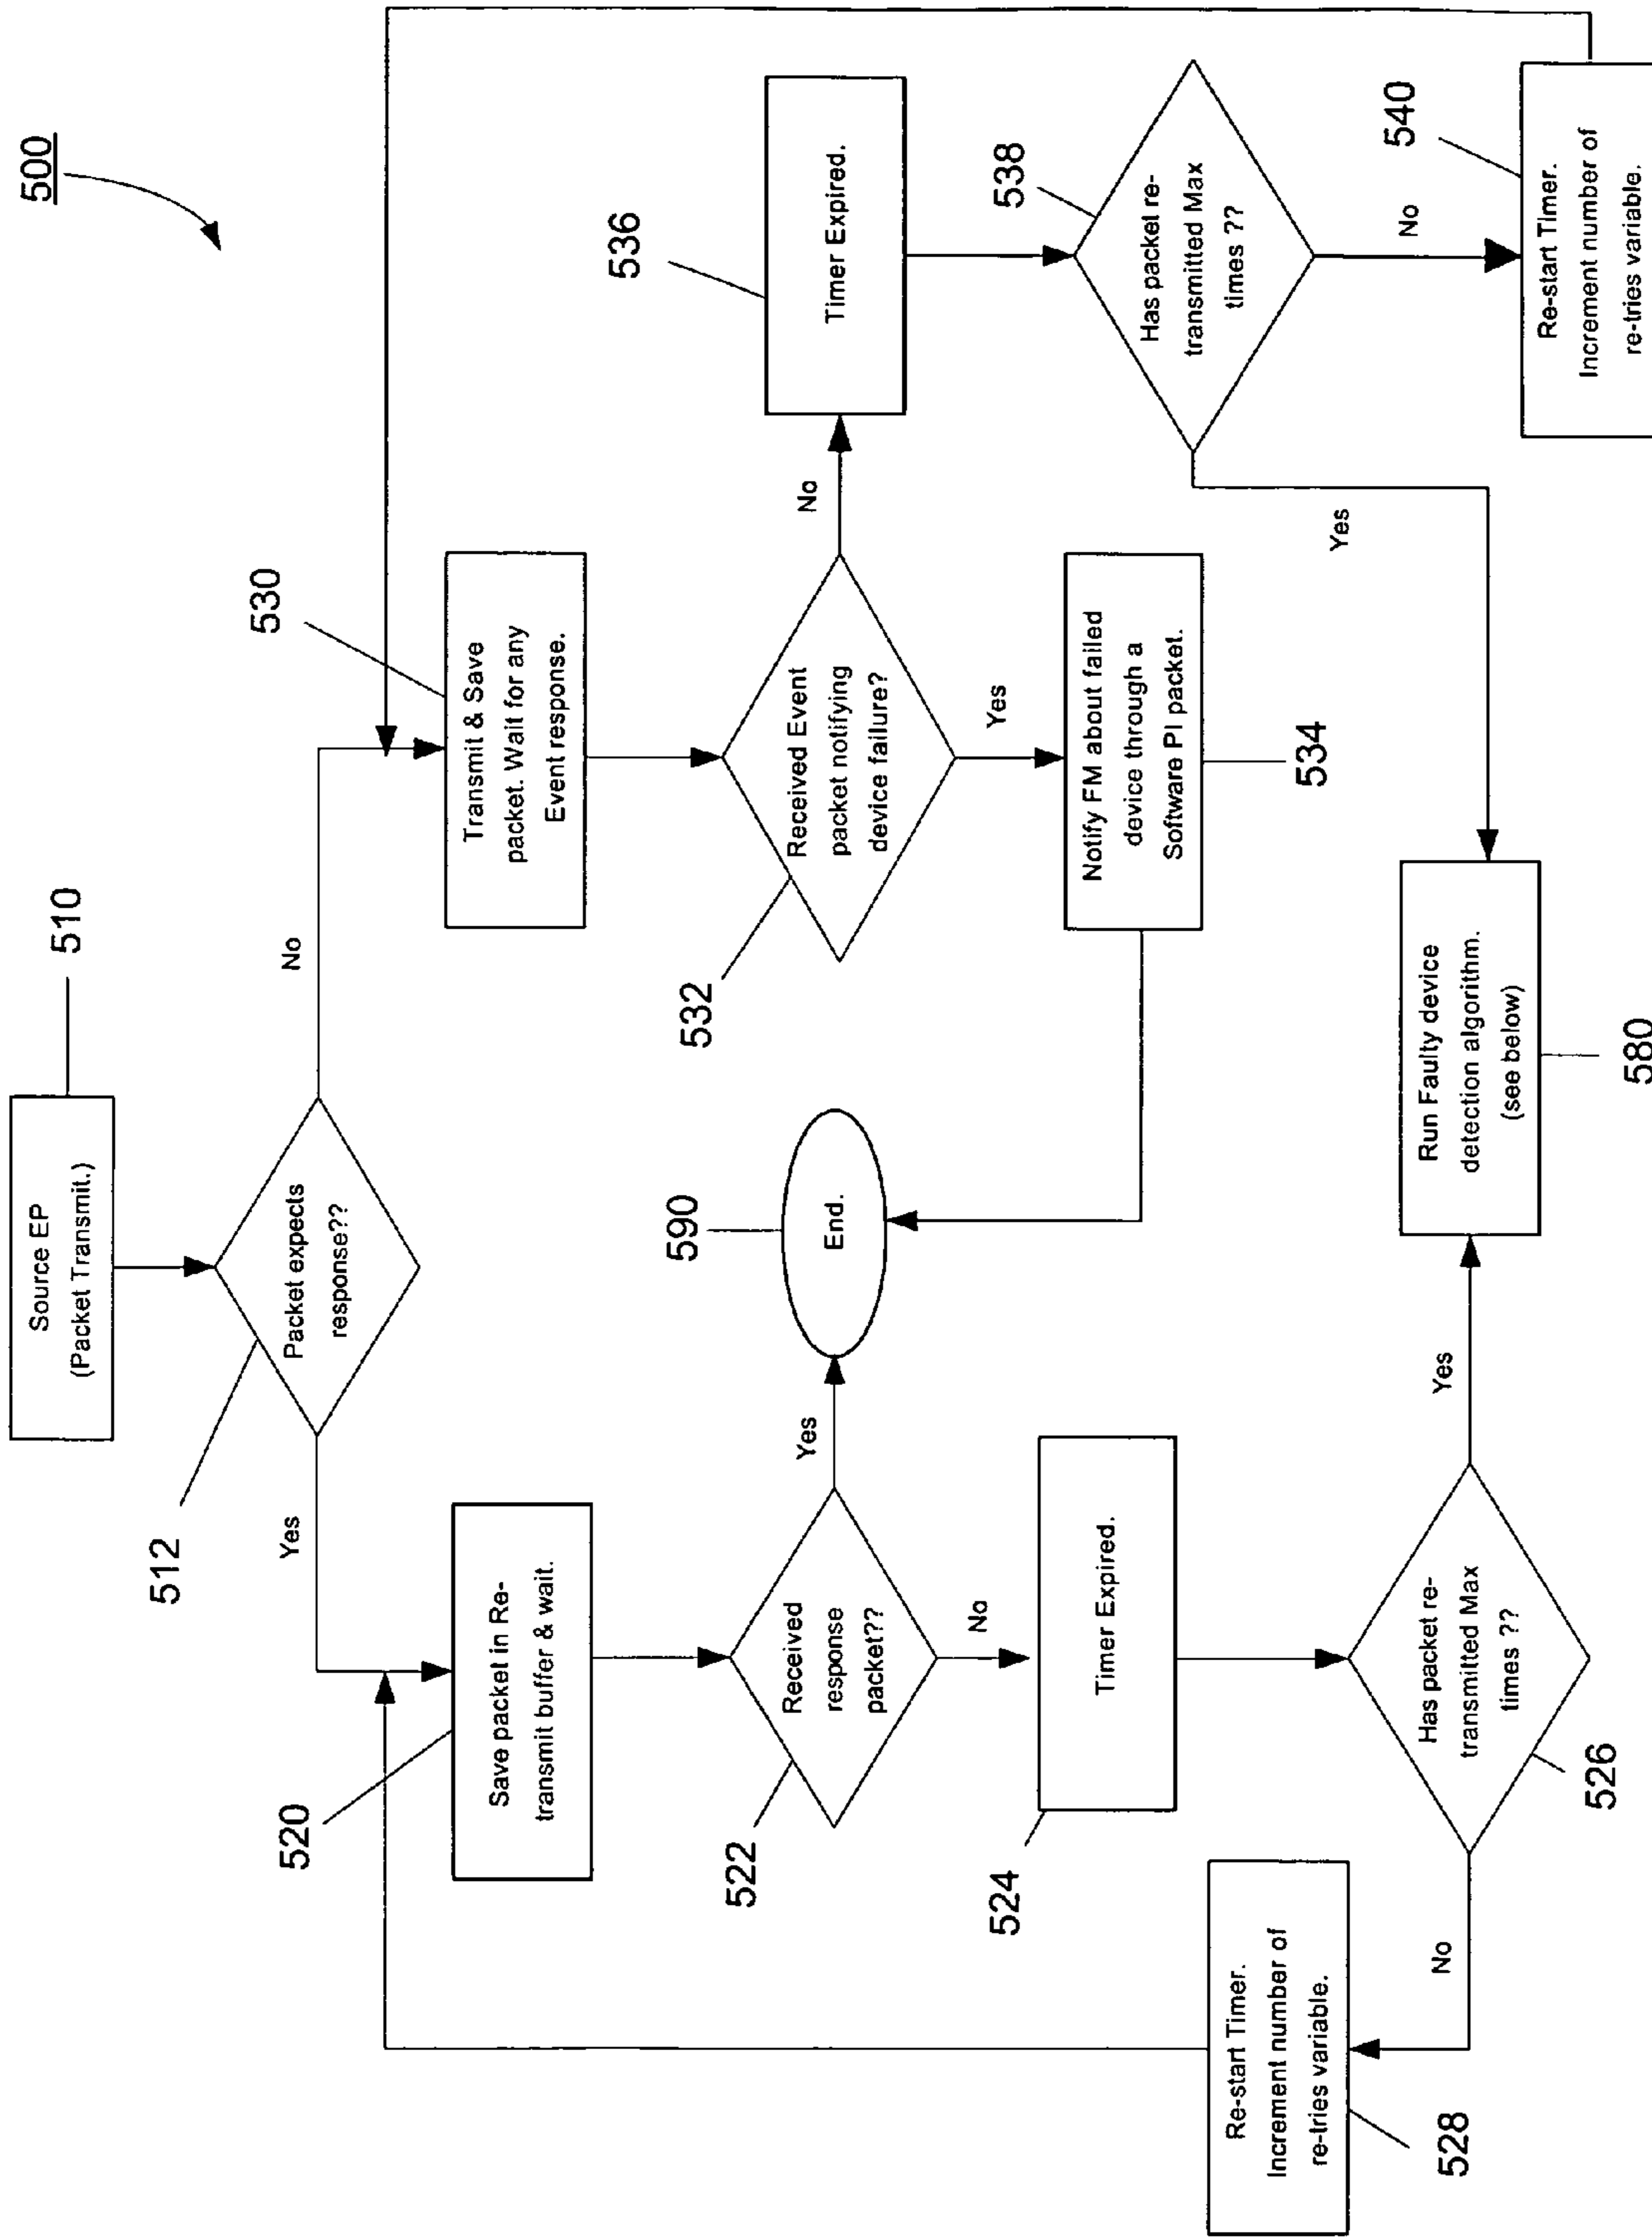 500
Source EP
(Packet Transmit.)
510
Packet expects
response??
512
Yes
No
520
Save packet in Re-
transmit buffer & wait.
530
Transmit & Save
packet. Wait for any
Event response.
522
Received
response
packet??
Yes
No
590
End.
532
Received Event
packet notifying
device failure?
No
Yes
536
Timer Expired.
524
Timer Expired.
Notify FM about failed
device through a
Software PI packet.
534
538
Has packet re-
transmitted Max
times ??
Yes
No
528
Re-start Timer.
Increment number of
re-tries variable.
No
Has packet re-
transmitted Max
times ??
526
Yes
Run Faulty device
detection algorithm.
(see below)
580
540
Re-start Timer.
Increment number of
re-tries variable.